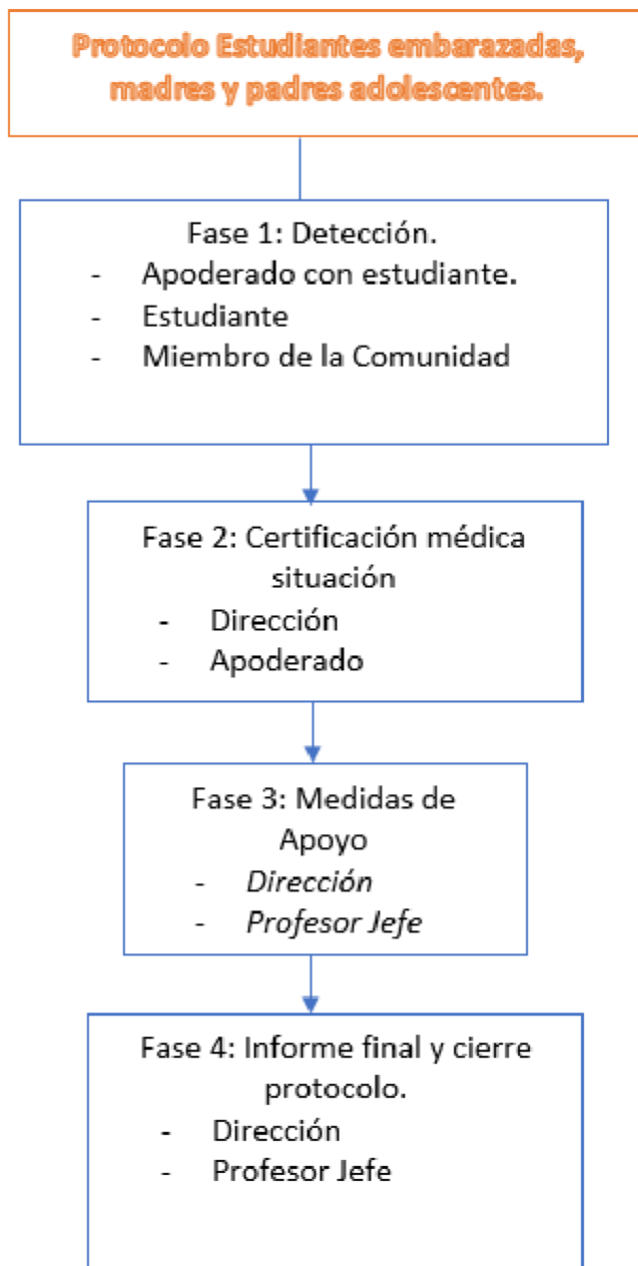 Protocolo Estudiantes embarazadas,
madres y padres adolescentes.
Fase 1: Detección.
- Apoderado con estudiante.
- Estudiante
- Miembro de la Comunidad
Fase 2: Certificación médica
situación
- Dirección
- Apoderado
Fase 3: Medidas de
Apoyo
- Dirección
- Profesor Jefe
Fase 4: Informe final y cierre
protocolo.
- Dirección
- Profesor Jefe